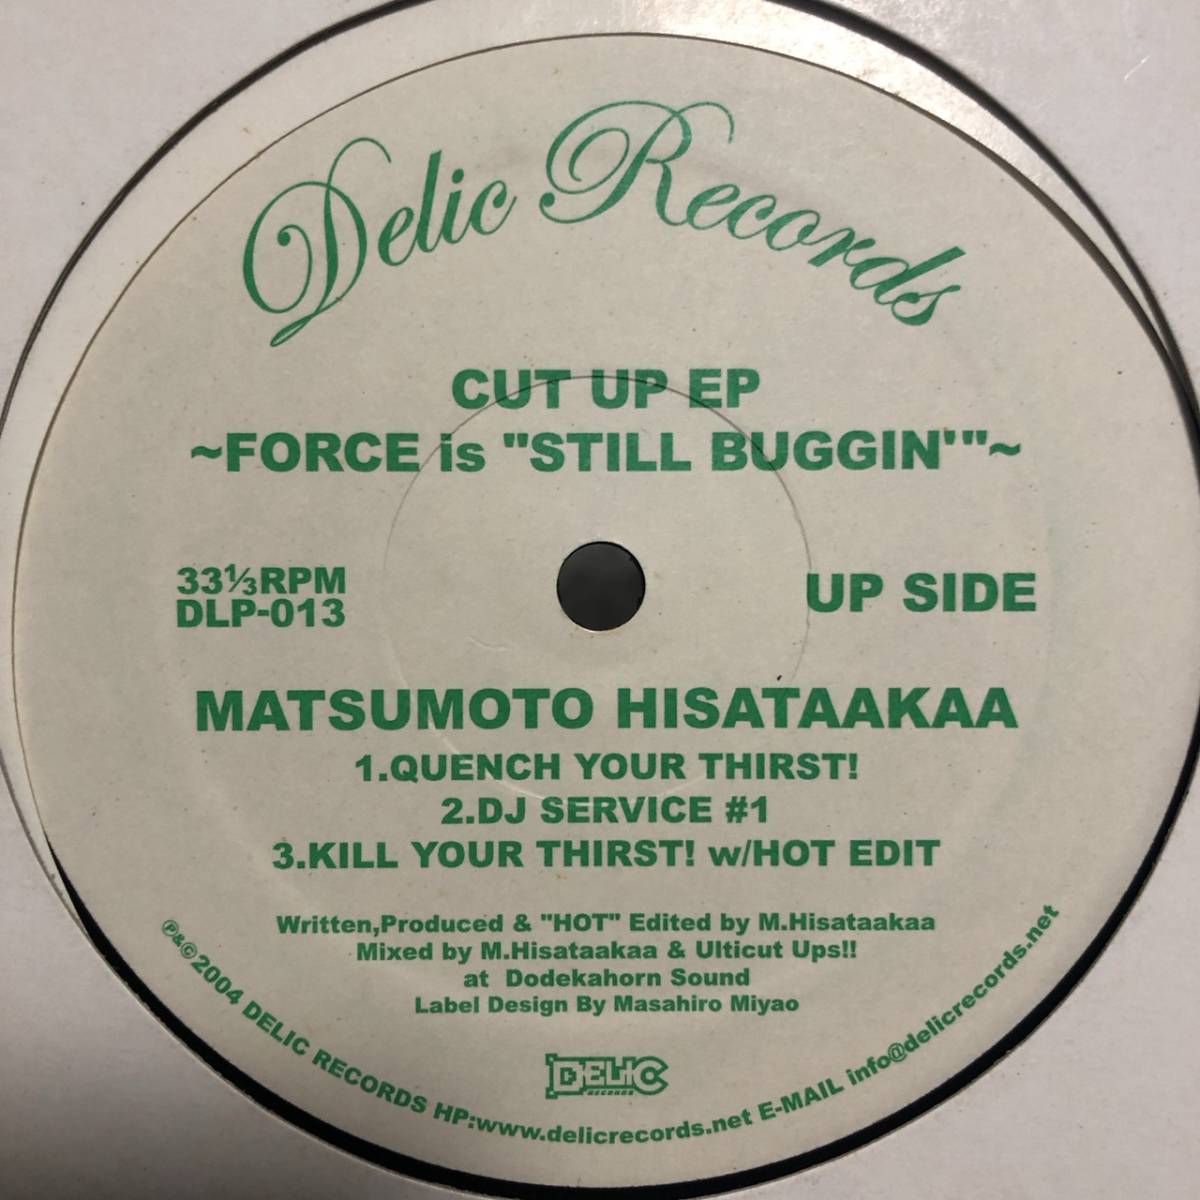 Delic Records
CUT UP EP
~FORCE is "STILL BUGGIN'"~
33⅓RPM
DLP-013
UP SIDE
MATSUMOTO HISATAAKAA
1.QUENCH YOUR THIRST!
2.DJ SERVICE #1
3.KILL YOUR THIRST! w/HOT EDIT
Written,Produced & "HOT" Edited by M.Hisataakaa
Mixed by M.Hisataakaa & Ulticut Ups!!
at Dodekahorn Sound
Label Design By Masahiro Miyao
DELIC
RECORDS
℗&©2004 DELIC RECORDS HP:www.delicrecords.net E-MAIL info@delicrecords.net